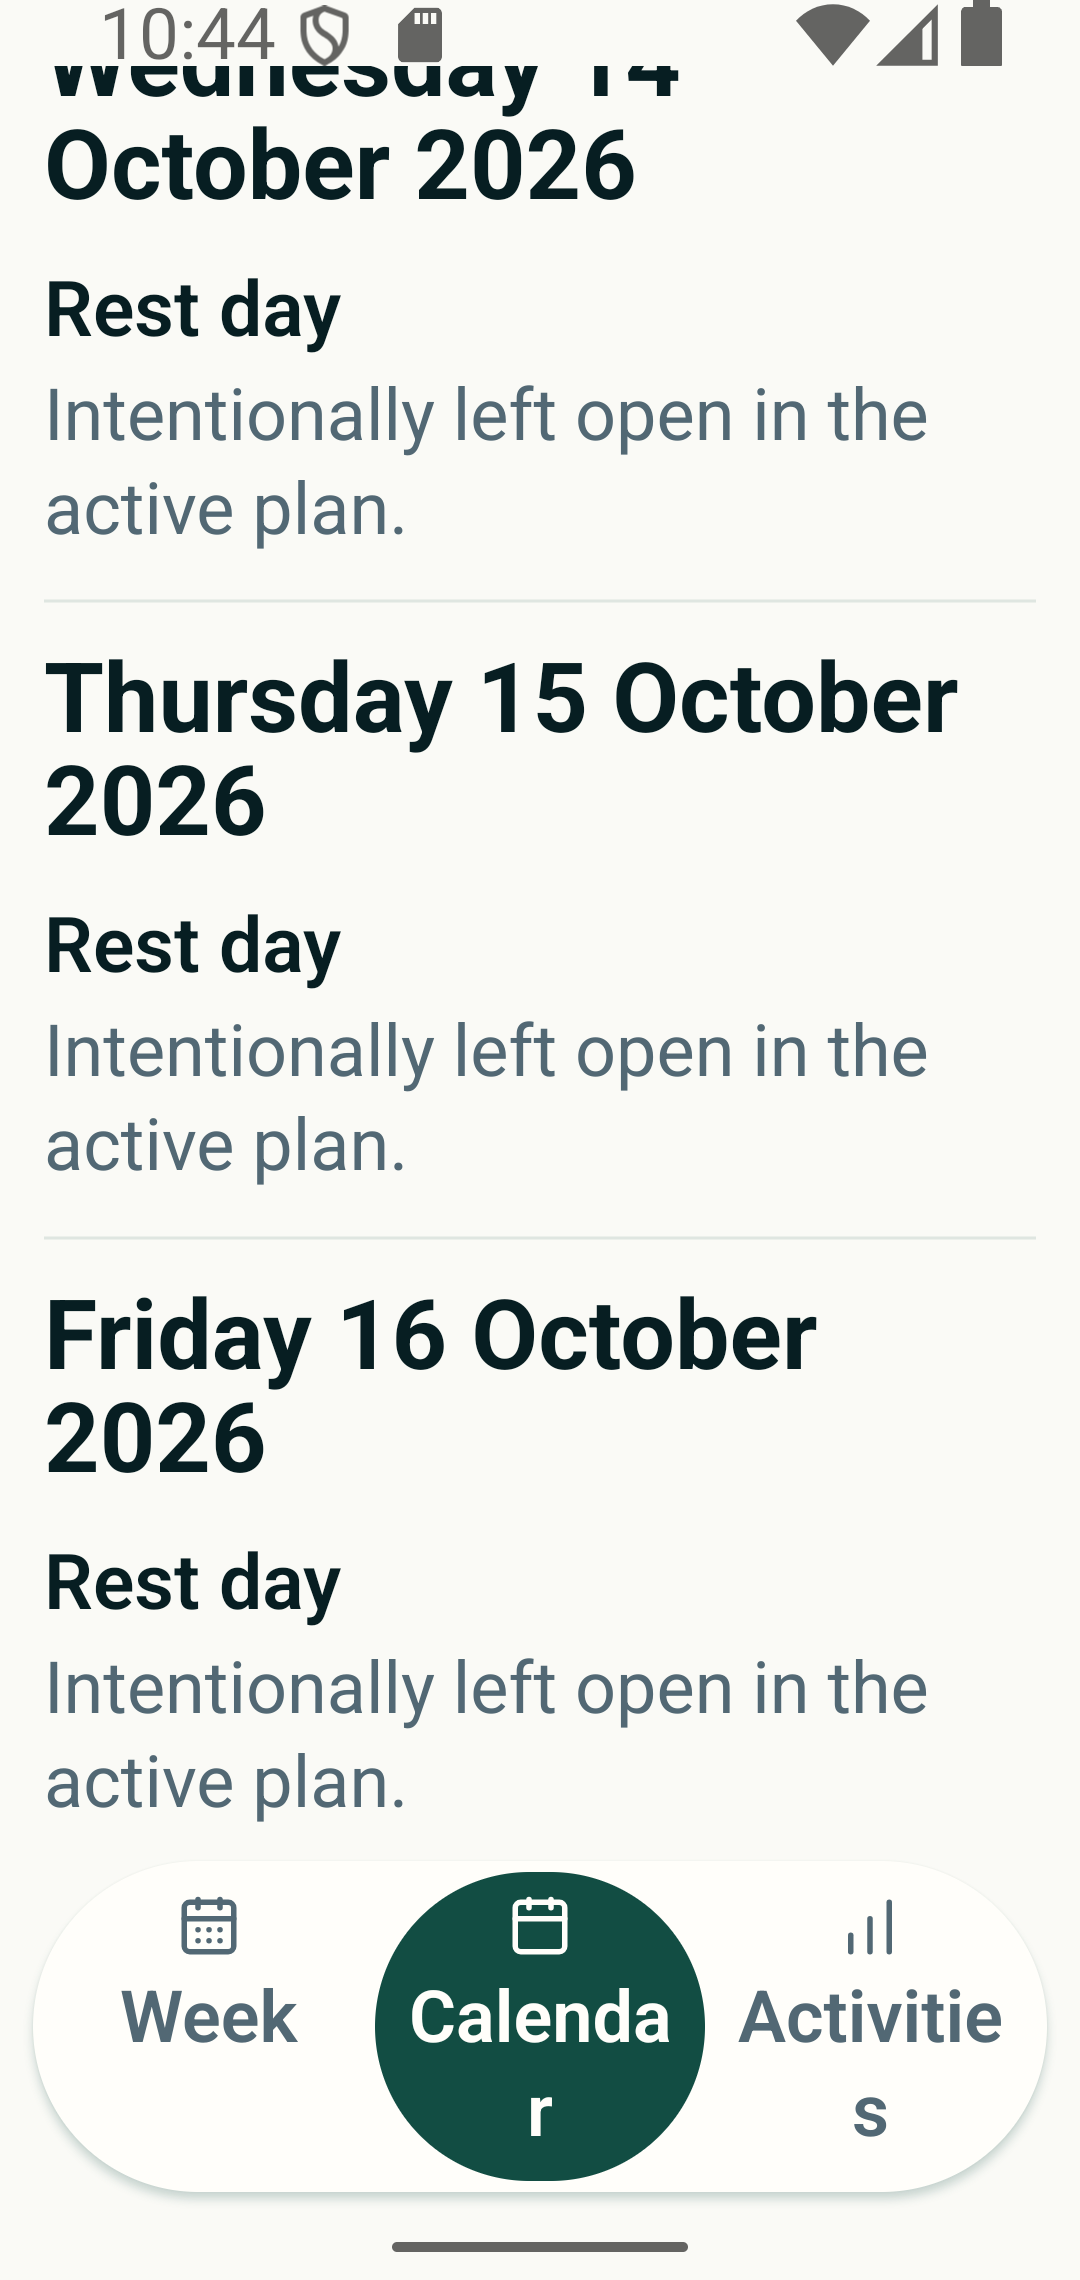 10:44
Wednesday 14
October 2026
Rest day
Intentionally left open in the
active plan.
Thursday 15 October
2026
Rest day
Intentionally left open in the
active plan.
Friday 16 October
2026
Rest day
Intentionally left open in the
active plan.
Week
Calenda
r
Activitie
s